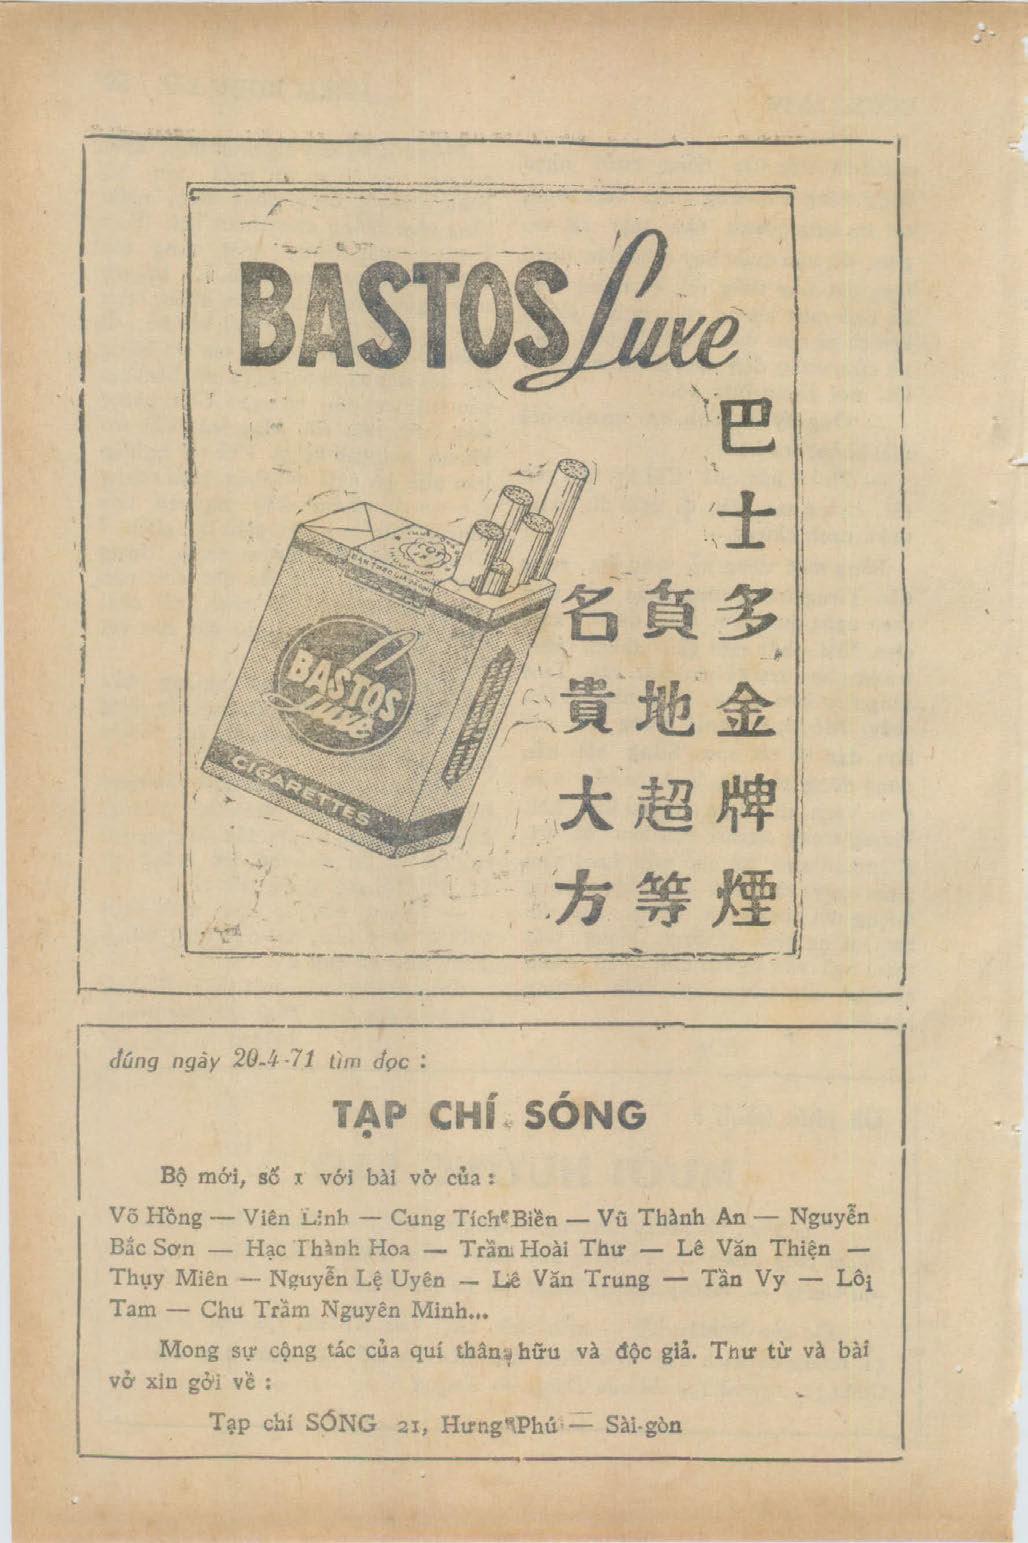 BASTOS Luxe
巴士多金牌煙
負地超等
名貴大方
BASTOS
Luxe
CIGARETTES
đúng ngày 20-4-71 tìm đọc :
TẠP CHÍ SÓNG
Bộ mới, số 1 với bài vở của :
Võ Hồng — Viên Linh — Cung Tích Biền — Vũ Thành An — Nguyễn
Bắc Sơn — Hạc Thành Hoa — Trần Hoài Thư — Lê Văn Thiện —
Thụy Miên — Nguyễn Lệ Uyên — Lê Văn Trung — Tần Vy — Lôi
Tam — Chu Trầm Nguyên Minh...
Mong sự cộng tác của quí thân hữu và độc giả. Thư từ và bài
vở xin gởi về :
Tạp chí SÓNG 21, Hưng Phú — Sài-gòn